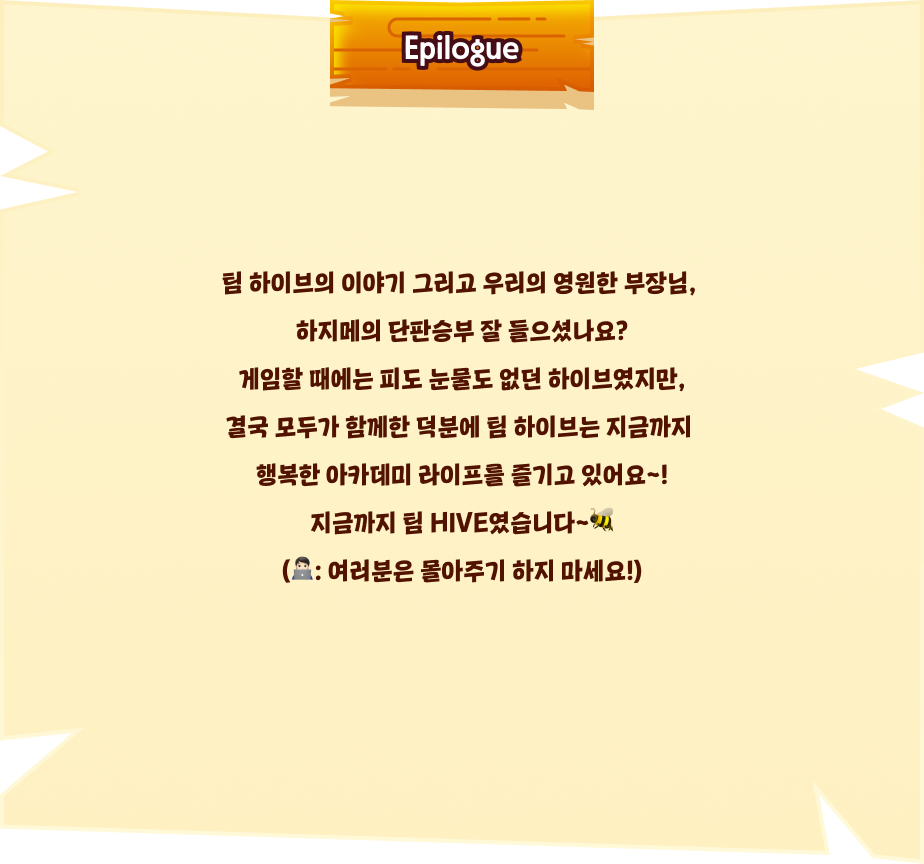 Epilogue
팀 하이브의 이야기 그리고 우리의 영원한 부장님,
하지메의 단판승부 잘 들으셨나요?
게임할 때에는 피도 눈물도 없던 하이브였지만,
결국 모두가 함께한 덕분에 팀 하이브는 지금까지
행복한 아카데미 라이프를 즐기고 있어요~!
지금까지 팀 HIVE였습니다~🐝
(🧑🏻‍💻: 여러분은 몰아주기 하지 마세요!)